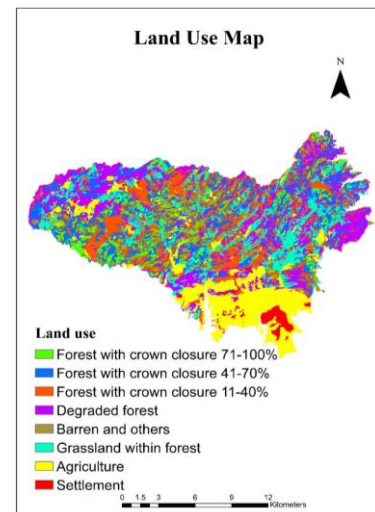 Land Use Map
N
Land use
Forest with crown closure 71-100%
Forest with crown closure 41-70%
Forest with crown closure 11-40%
Degraded forest
Barren and others
Grassland within forest
Agriculture
Settlement
0 1.5 3 6 9 12
Kilometers